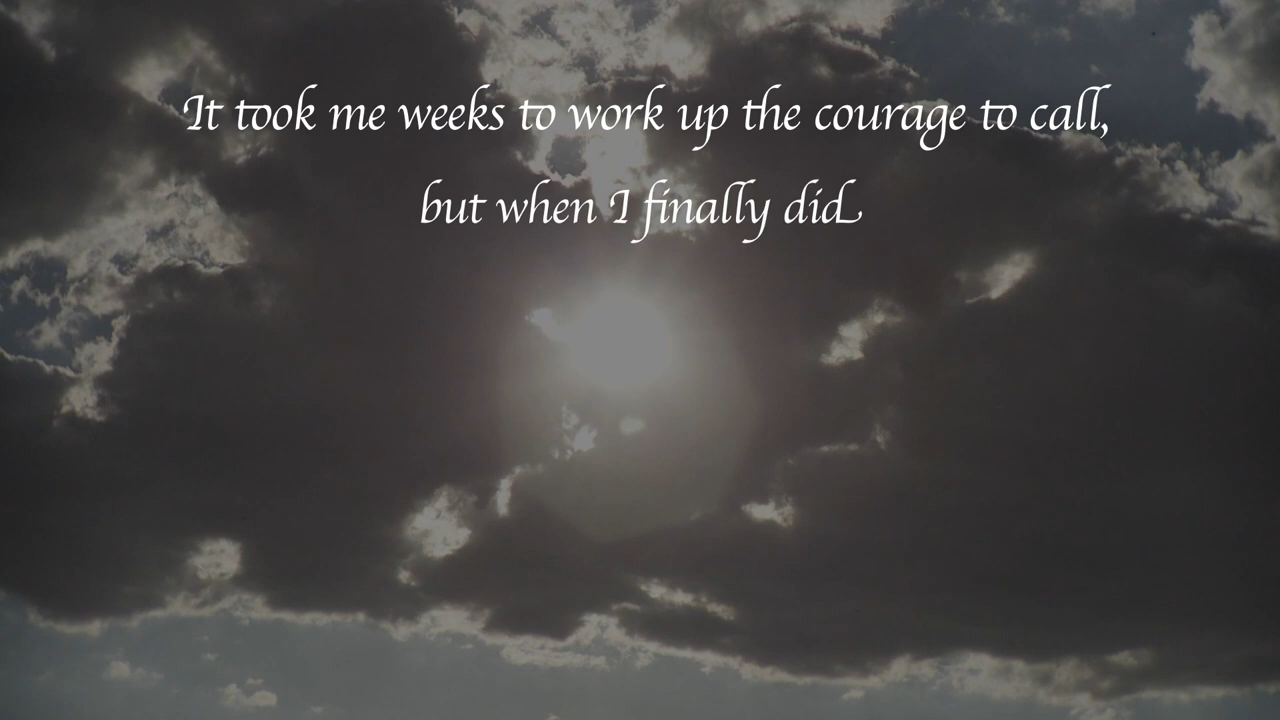 It took me weeks to work up the courage to call,
but when I finally did